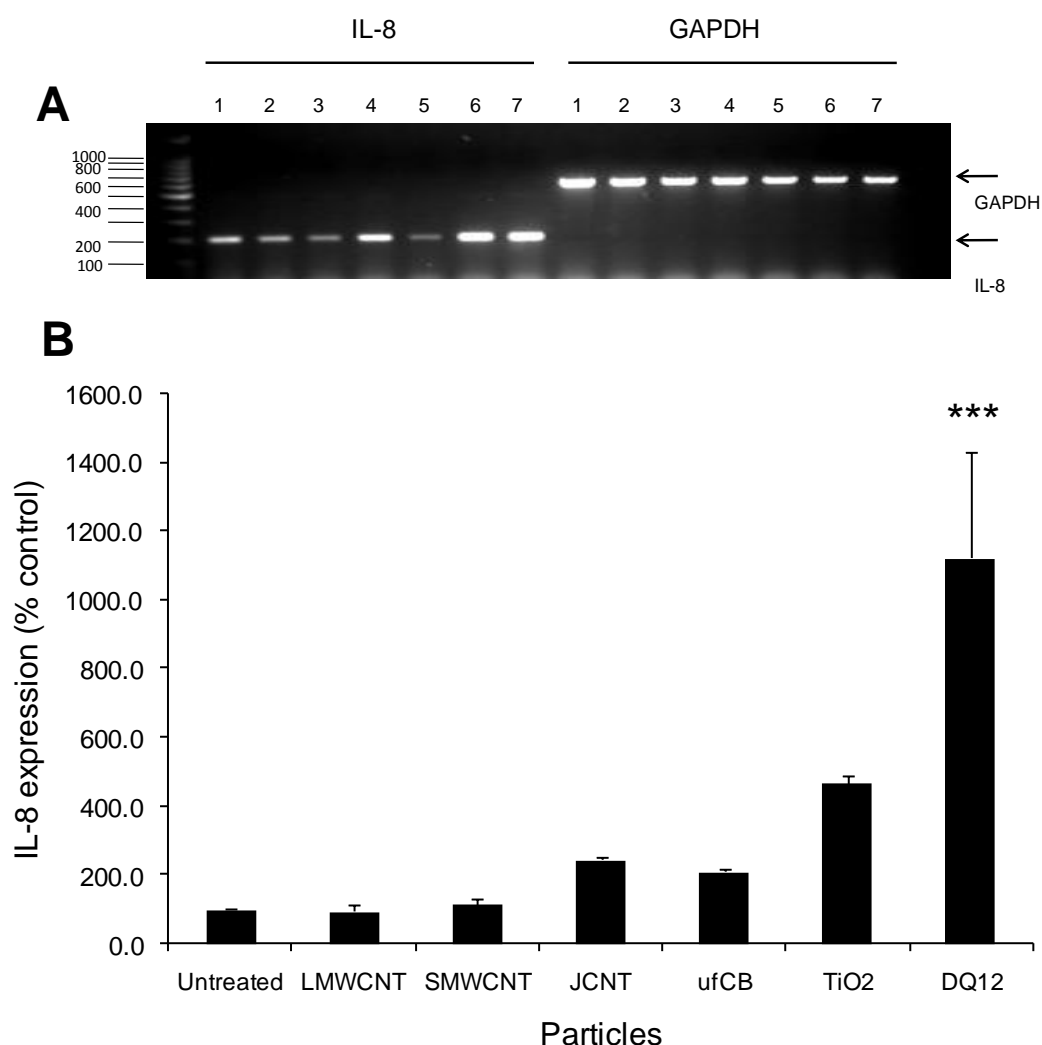 IL-8 GAPDH
A
1 2 3 4 5 6 7 1 2 3 4 5 6 7
1000
800
600
400
200
100
GAPDH
IL-8
B
1600.0
1400.0
1200.0
1000.0
800.0
600.0
400.0
200.0
0.0
IL-8 expression (% control)
***
Untreated LMWCNT SMWCNT JCNT ufCB TiO2 DQ12
Particles